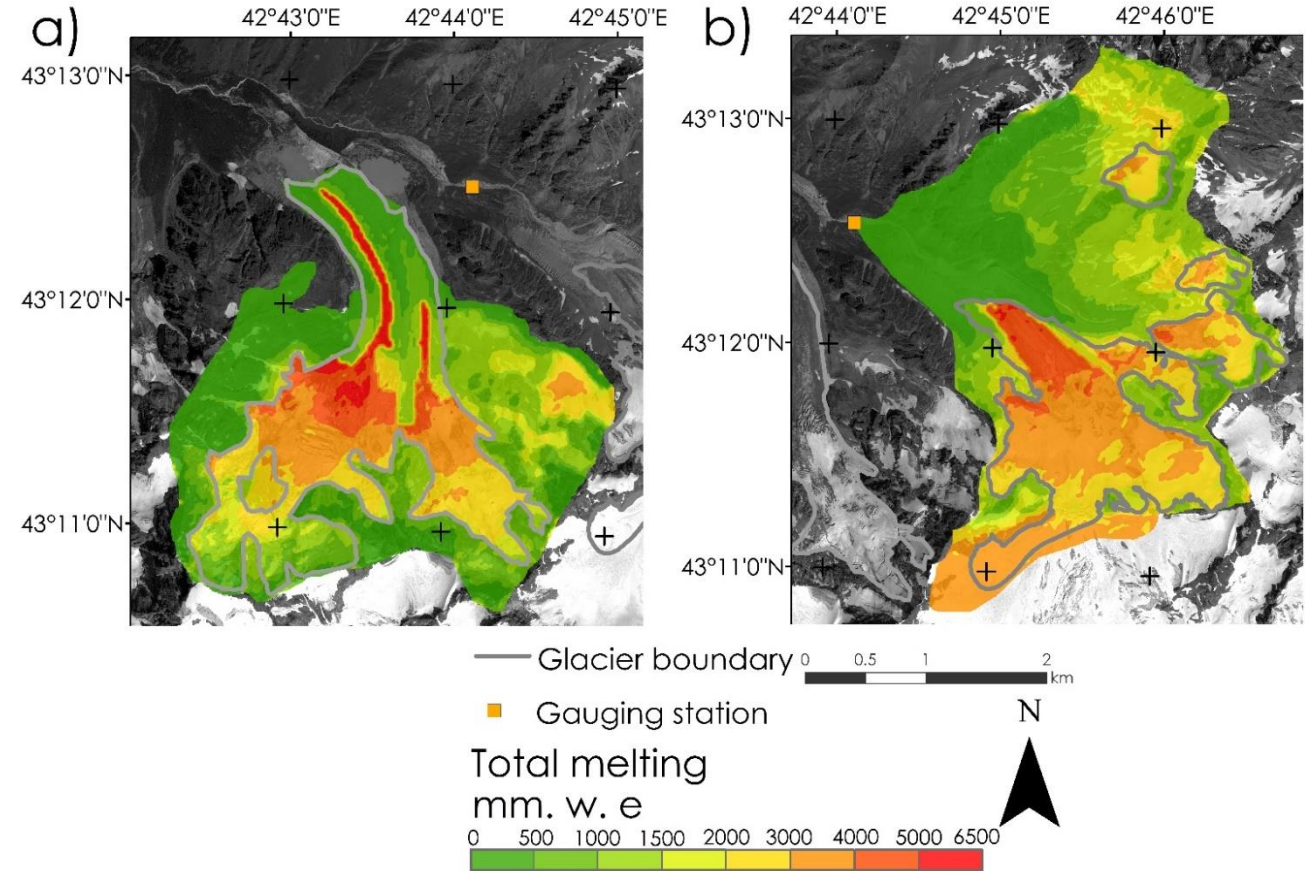 a)
42°43'0"E 42°44'0"E 42°45'0"E
43°13'0"N
43°12'0"N
43°11'0"N
b)
42°44'0"E 42°45'0"E 42°46'0"E
43°13'0"N
43°12'0"N
43°11'0"N
Glacier boundary
0 0.5 1 2
km
Gauging station
N
Total melting
mm. w. e
0 500 1000 1500 2000 3000 4000 5000 6500